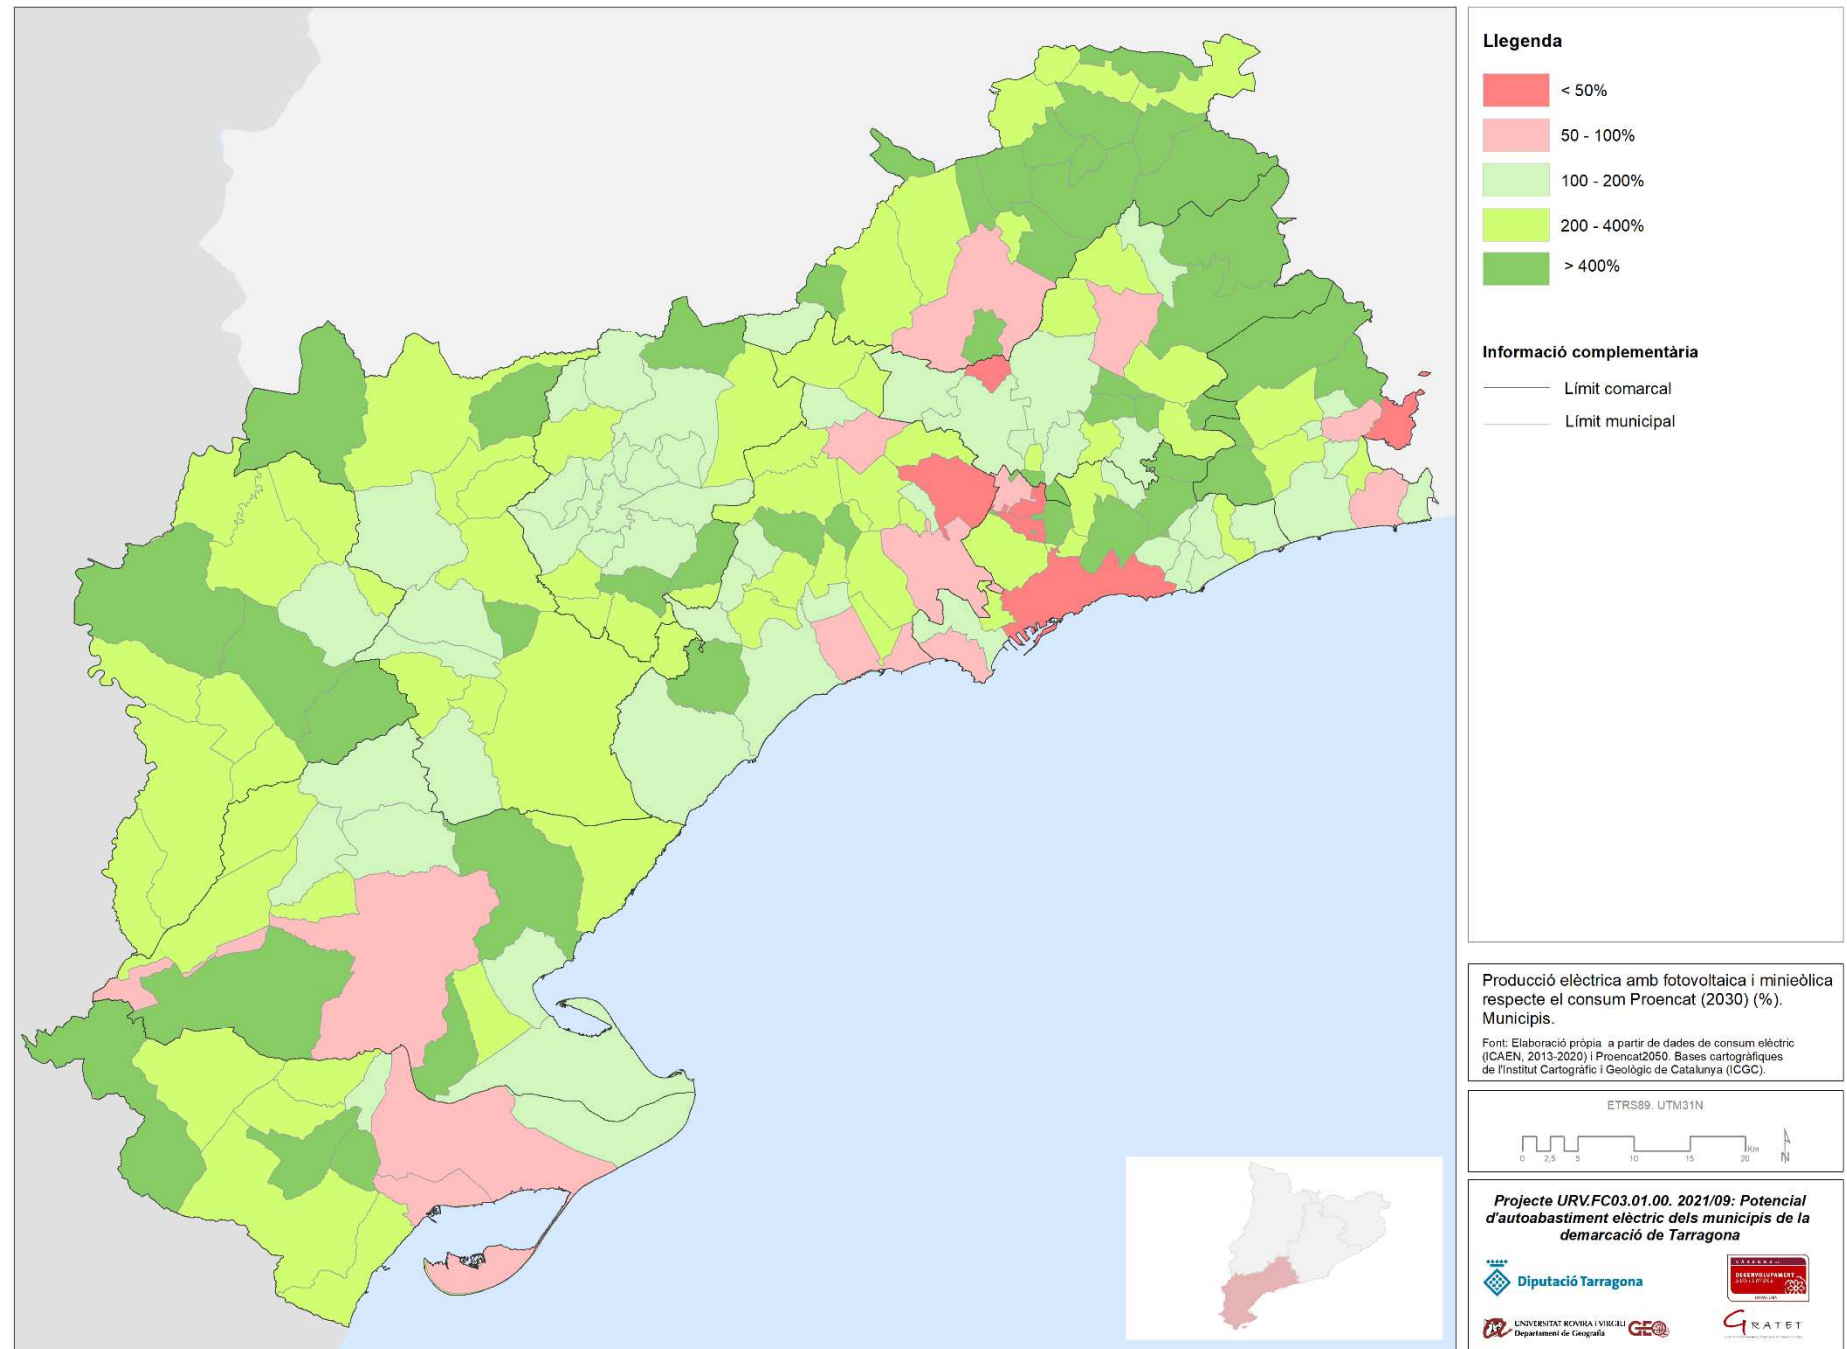 Llegenda
< 50%
50 - 100%
100 - 200%
200 - 400%
> 400%
Informació complementària
Límit comarcal
Límit municipal
Producció elèctrica amb fotovoltaica i minieòlica
respecte el consum Proencat (2030) (%).
Municipis.
Font: Elaboració pròpia a partir de dades de consum elèctric
(ICAEN, 2013-2020) i Proencat2050. Bases cartogràfiques
de l'Institut Cartogràfic i Geològic de Catalunya (ICGC).
ETRS89. UTM31N
0 2,5 5 10 15 20 Km
N
Projecte URV.FC03.01.00. 2021/09: Potencial
d'autoabastiment elèctric dels municipis de la
demarcació de Tarragona
Diputació Tarragona
DESENVOLUPAMENT
UNIVERSITAT ROVIRA I VIRGILI
Departament de Geografia
GEO
GRATET